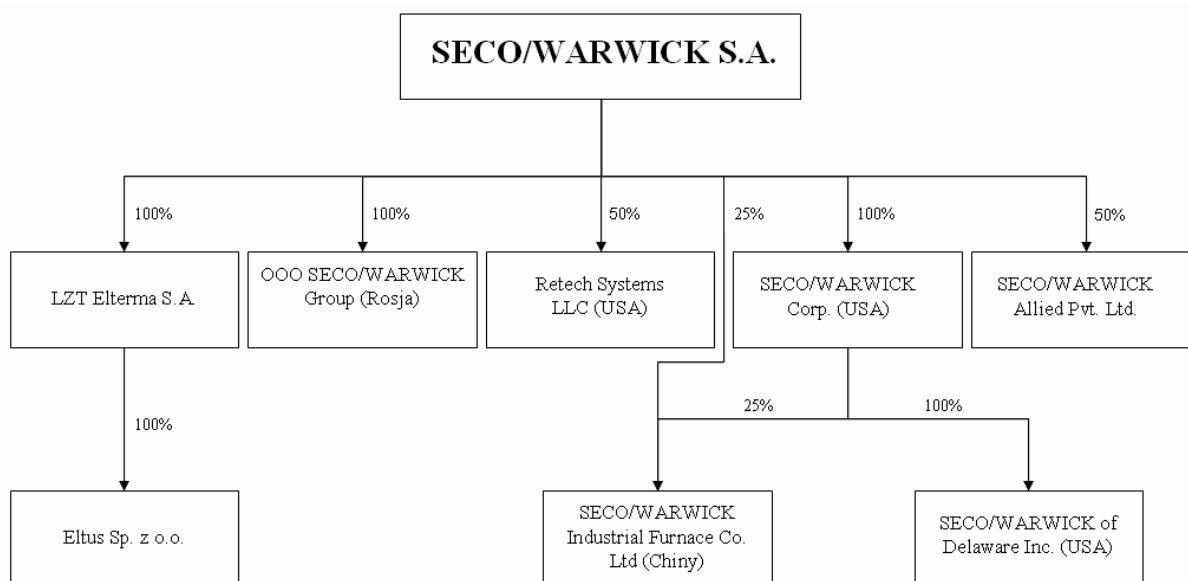 SECO/WARWICK S.A.
100%
100%
50%
25%
100%
50%
LZT Elterma S.A.
OOO SECO/WARWICK
Group (Rosja)
Retech Systems
LLC (USA)
SECO/WARWICK
Corp. (USA)
SECO/WARWICK
Allied Pvt. Ltd.
100%
25%
100%
Eltus Sp. z o.o.
SECO/WARWICK
Industrial Furnace Co.
Ltd (Chiny)
SECO/WARWICK of
Delaware Inc. (USA)